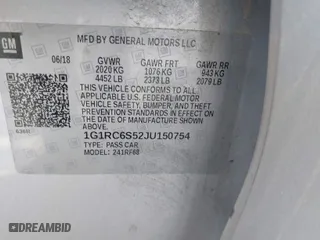 GM
MFD BY GENERAL MOTORS LLC
06/18
GVWR
GAWR FRT
GAWR RR
2020 KG
1076 KG
943 KG
4452 LB
2373 LB
2079 LB
THIS VEHICLE CONFORMS TO ALL
APPLICABLE U.S. FEDERAL MOTOR VEHICLE
SAFETY, BUMPER, AND THEFT
PREVENTION STANDARDS IN EFFECT
ON THE DATE OF MANUFACTURE
SHOWN ABOVE.
1G1RC6S52JU150754
TYPE: PASS CAR
MODEL: 241RF68